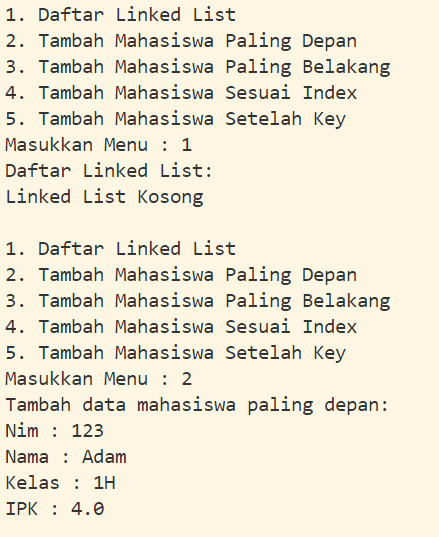 1. Daftar Linked List
2. Tambah Mahasiswa Paling Depan
3. Tambah Mahasiswa Paling Belakang
4. Tambah Mahasiswa Sesuai Index
5. Tambah Mahasiswa Setelah Key
Masukkan Menu : 1
Daftar Linked List:
Linked List Kosong

1. Daftar Linked List
2. Tambah Mahasiswa Paling Depan
3. Tambah Mahasiswa Paling Belakang
4. Tambah Mahasiswa Sesuai Index
5. Tambah Mahasiswa Setelah Key
Masukkan Menu : 2
Tambah data mahasiswa paling depan:
Nim : 123
Nama : Adam
Kelas : 1H
IPK : 4.0